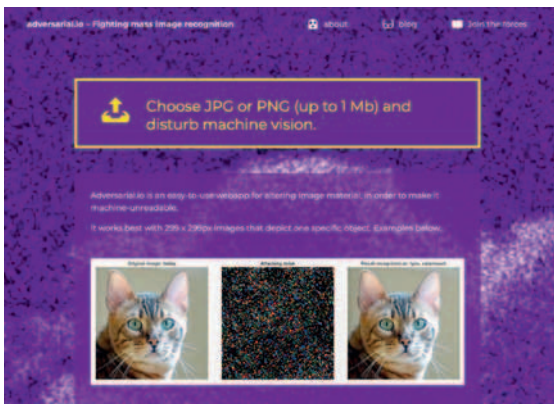 adversarial.io - Fighting mass image recognition
about
blog
Join the forces
Choose JPG or PNG (up to 1 Mb) and
disturb machine vision.
Adversarial.io is an easy-to-use webapp for altering image material, in order to make it
machine-unreadable.
It works best with 299 x 299px images that depict one specific object. Examples below.
Original image: tabby
Attacking noise